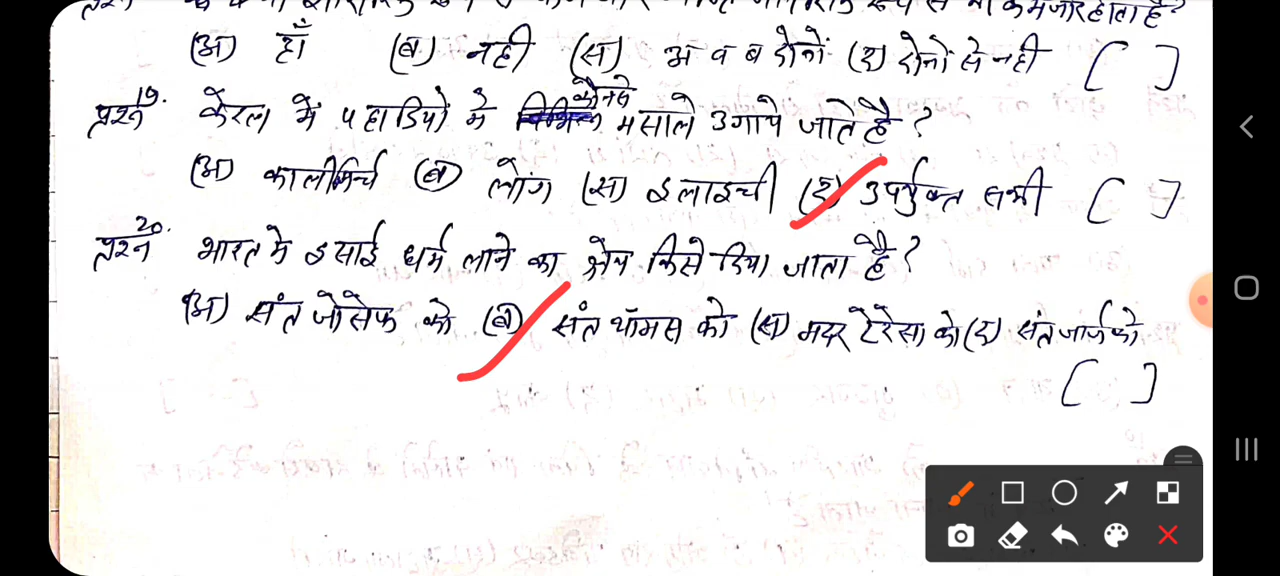 (अ) हाँ (ब) नही (स) अ व ब दोनों (द) दोनों से नही [ ]
प्रश्न 19. केरल में पहाडियो मे कौनसे मसाले उगाये जाते है?
(अ) कालीमिर्च (ब) लोंग (स) इलाइची (द) उपर्युक्त सभी [ ]
प्रश्न 20. भारत मे इसाई धर्म लाने का श्रेय किसे दिया जाता है?
(अ) संत जोसेफ को (ब) संत थॉमस को (स) मदर टेरेसा को (द) संत जार्ज को
[ ]